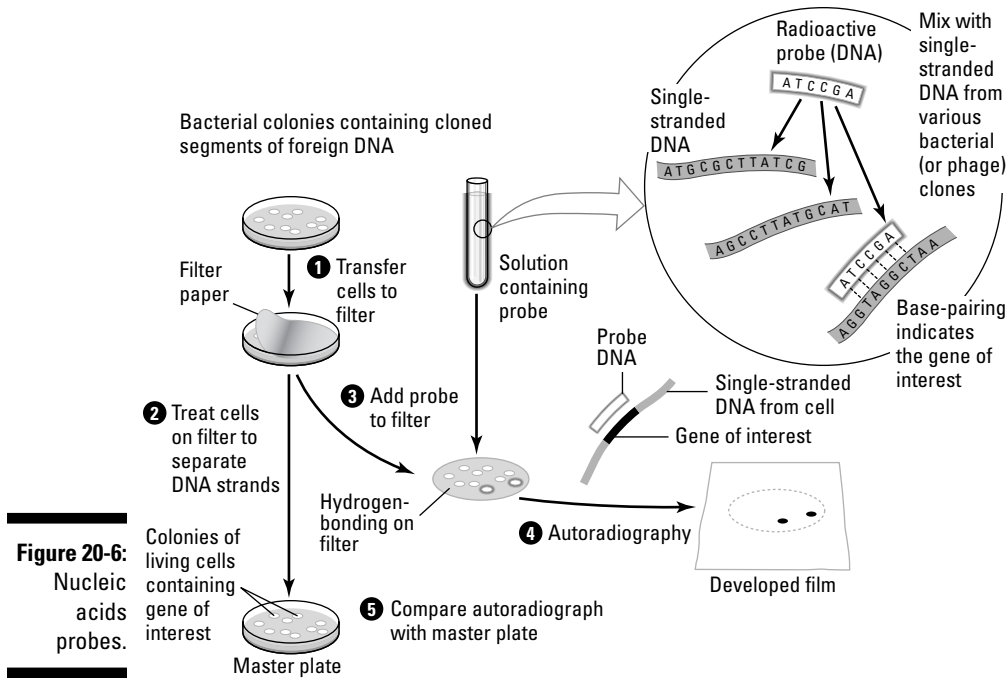 Bacterial colonies containing cloned
segments of foreign DNA
Filter
paper
1 Transfer
cells to
filter
2 Treat cells
on filter to
separate
DNA strands
3 Add probe
to filter
Solution
containing
probe
Radioactive
probe (DNA)
ATCCGA
Mix with
single-
stranded
DNA from
various
bacterial
(or phage)
clones
Single-
stranded
DNA
ATGCGCTTATCG
AGCCTTATGCAT
ATCCGA
AGGTAGGCTAA
Base-pairing
indicates
the gene of
interest
Probe
DNA
Single-stranded
DNA from cell
Gene of interest
Hydrogen-
bonding on
filter
4 Autoradiography
Developed film
Colonies of
living cells
containing
gene of
interest
5 Compare autoradiograph
with master plate
Master plate
Figure 20-6:
Nucleic
acids
probes.